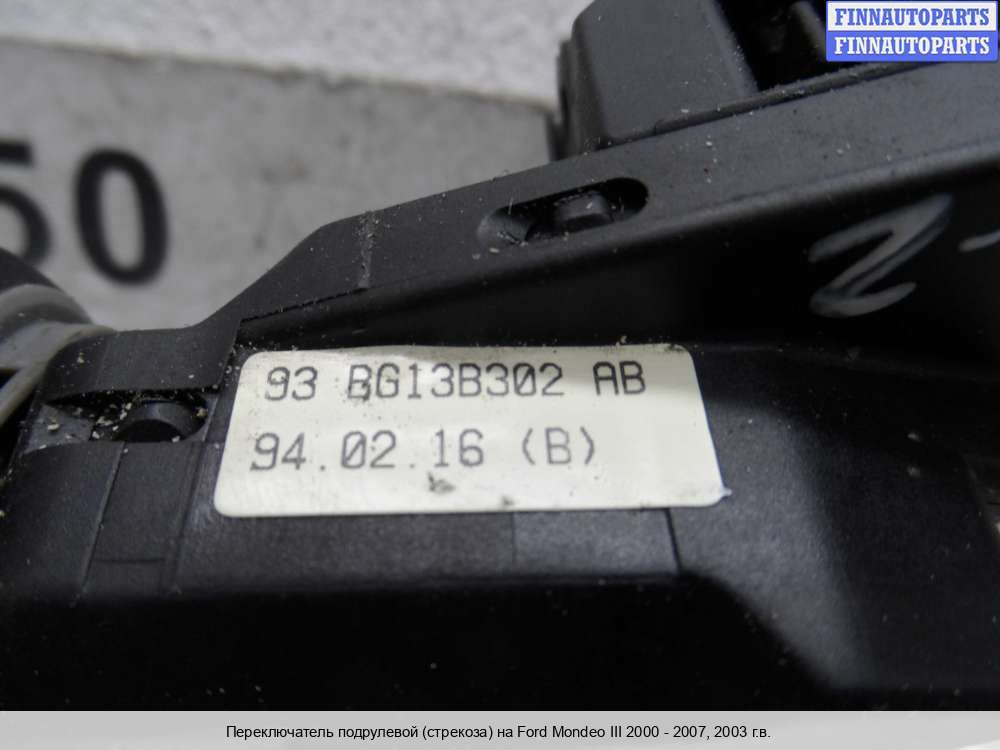 FINNAUTOPARTS
FINNAUTOPARTS
50
2-
93 BG13B302 AB
94.02.16 (B)
Переключатель подрулевой (стрекоза) на Ford Mondeo III 2000 - 2007, 2003 г.в.